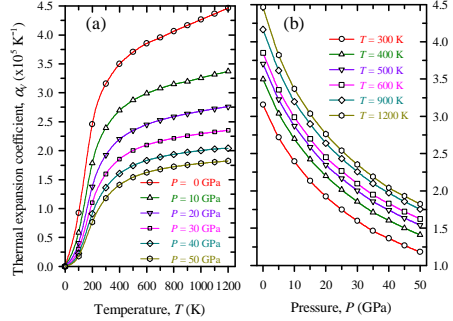 (a)
Thermal expansion coefficient, α, (x10⁵ K⁻¹)
4.5
4.0
3.5
3.0
2.5
2.0
1.5
1.0
0.5
0.0
P = 0 GPa
P = 10 GPa
P = 20 GPa
P = 30 GPa
P = 40 GPa
P = 50 GPa
0 200 400 600 800 1000 1200
Temperature, T (K)
(b)
T = 300 K
T = 400 K
T = 500 K
T = 600 K
T = 900 K
T = 1200 K
4.5
4.0
3.5
3.0
2.5
2.0
1.5
1.0
0 10 20 30 40 50
Pressure, P (GPa)